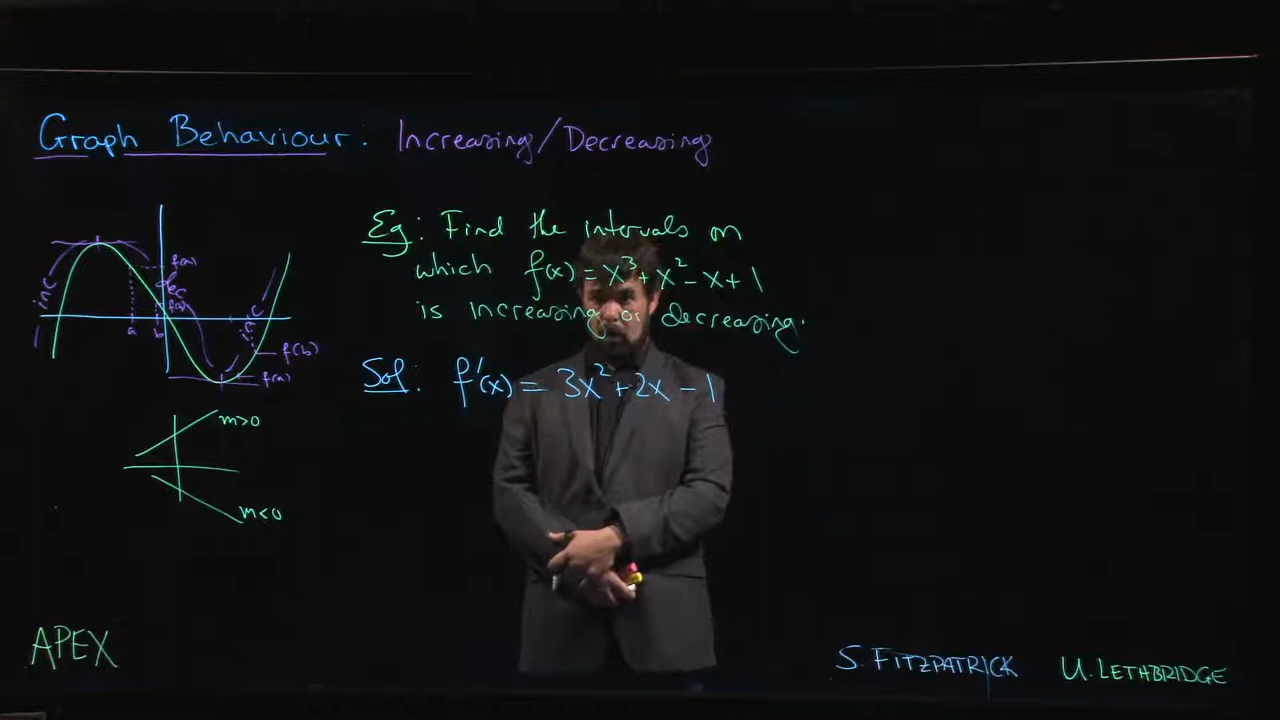 Graph Behaviour: Increasing/Decreasing
Eg: Find the intervals on
which f(x) = x³ + x² - x + 1
is increasing or decreasing.
Sol: f'(x) = 3x² + 2x - 1
inc
dec
f(a)
f(b)
a
b
f(b)
f(a)
m>0
m<0
APEX
S. FITZPATRICK
U. LETHBRIDGE